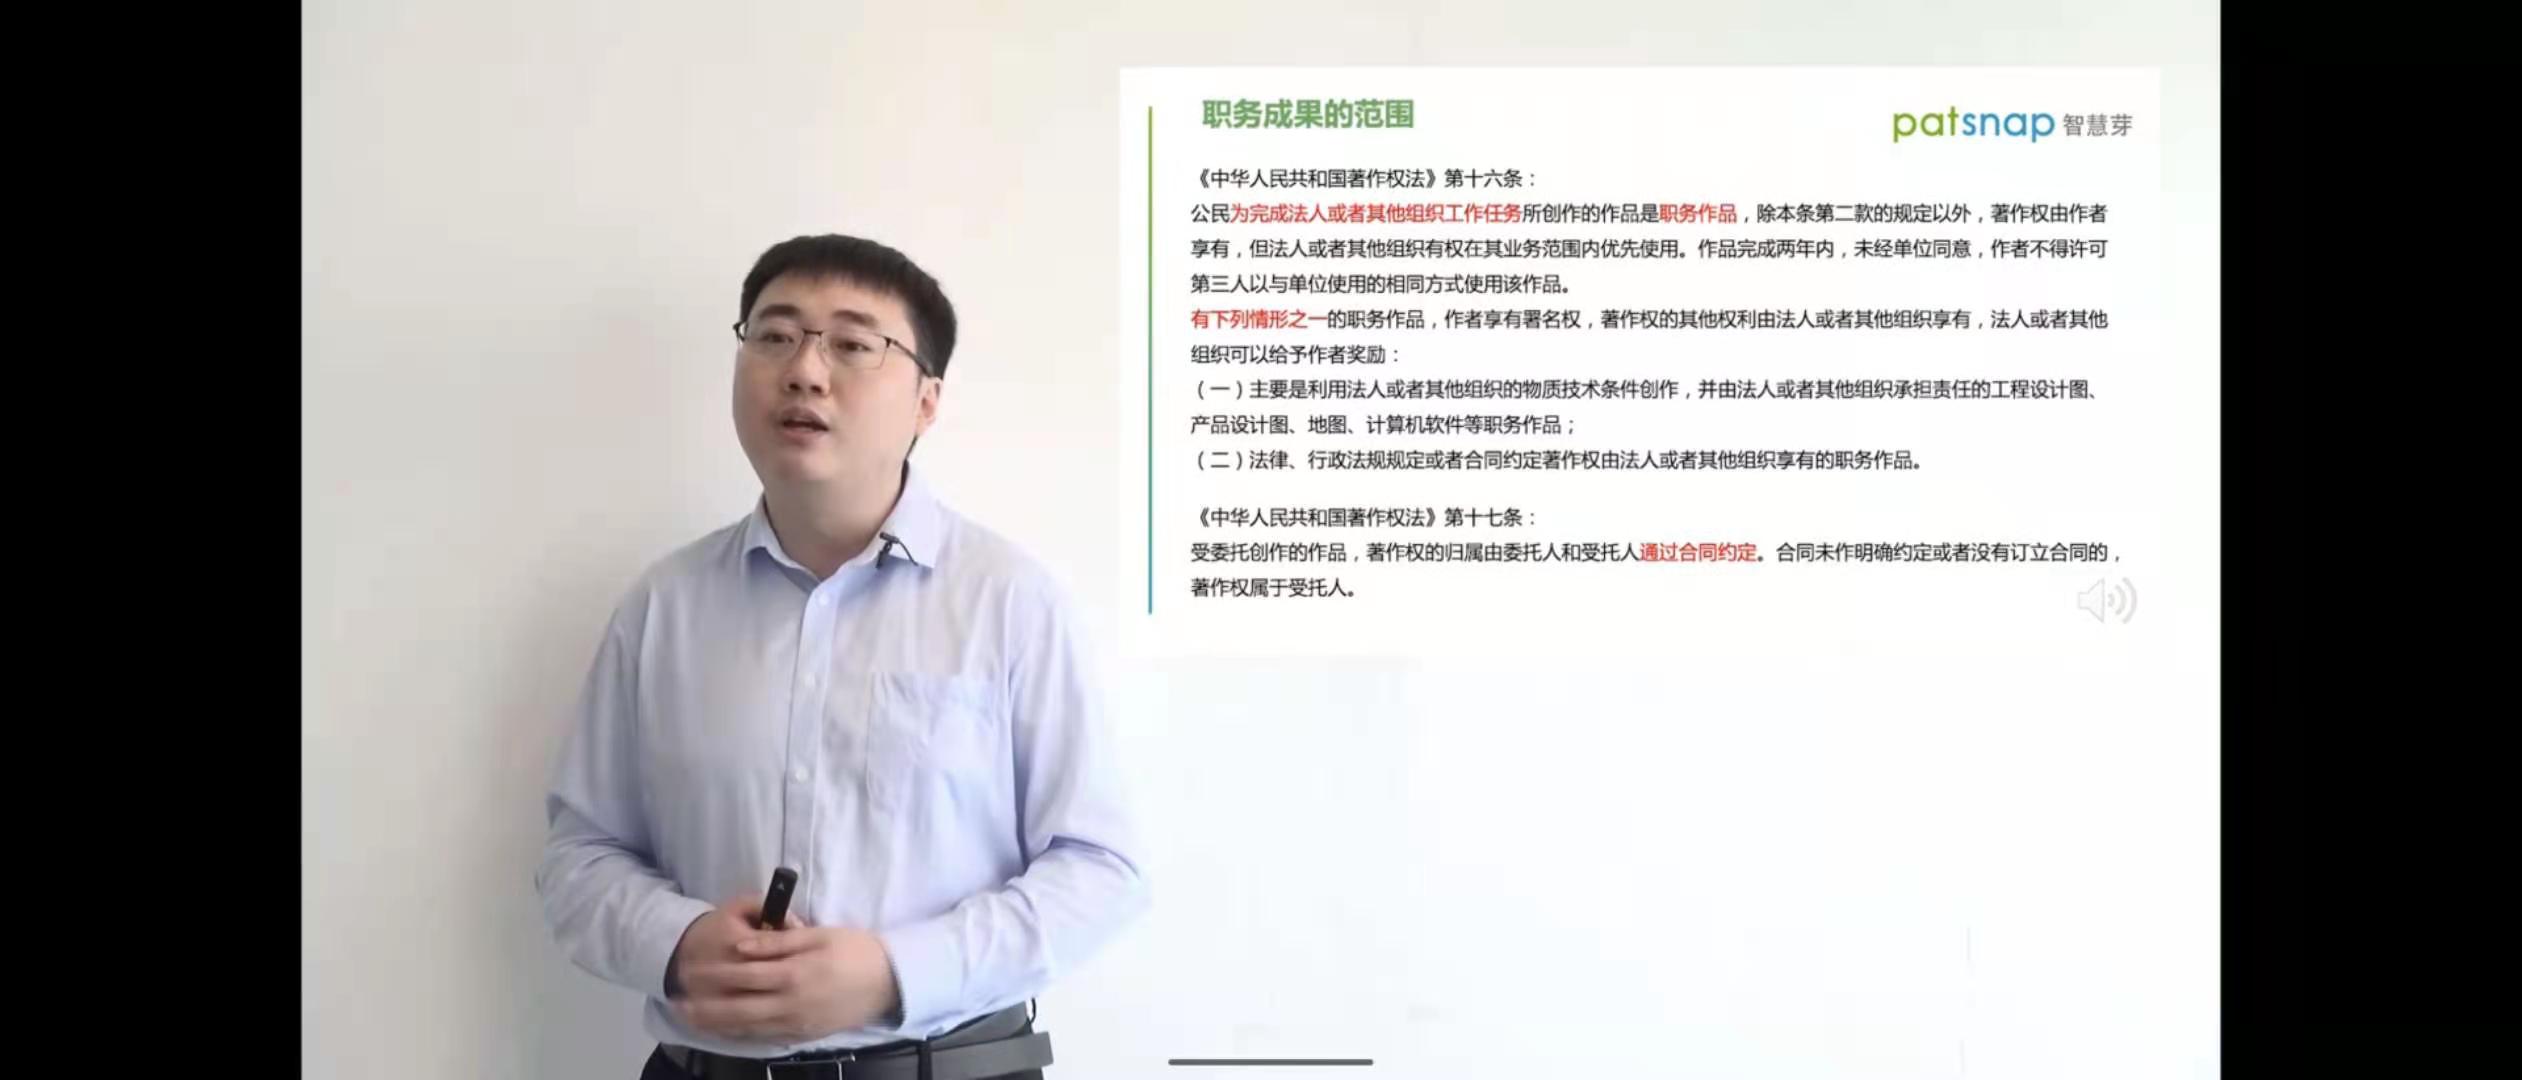 职务成果的范围
patsnap 智慧芽
《中华人民共和国著作权法》第十六条：
公民为完成法人或者其他组织工作任务所创作的作品是职务作品，除本条第二款的规定以外，著作权由作者
享有，但法人或者其他组织有权在其业务范围内优先使用。作品完成两年内，未经单位同意，作者不得许可
第三人以与单位使用的相同方式使用该作品。
有下列情形之一的职务作品，作者享有署名权，著作权的其他权利由法人或者其他组织享有，法人或者其他
组织可以给予作者奖励：
（一）主要是利用法人或者其他组织的物质技术条件创作，并由法人或者其他组织承担责任的工程设计图、
产品设计图、地图、计算机软件等职务作品；
（二）法律、行政法规规定或者合同约定著作权由法人或者其他组织享有的职务作品。
《中华人民共和国著作权法》第十七条：
受委托创作的作品，著作权的归属由委托人和受托人通过合同约定。合同未作明确约定或者没有订立合同的，
著作权属于受托人。